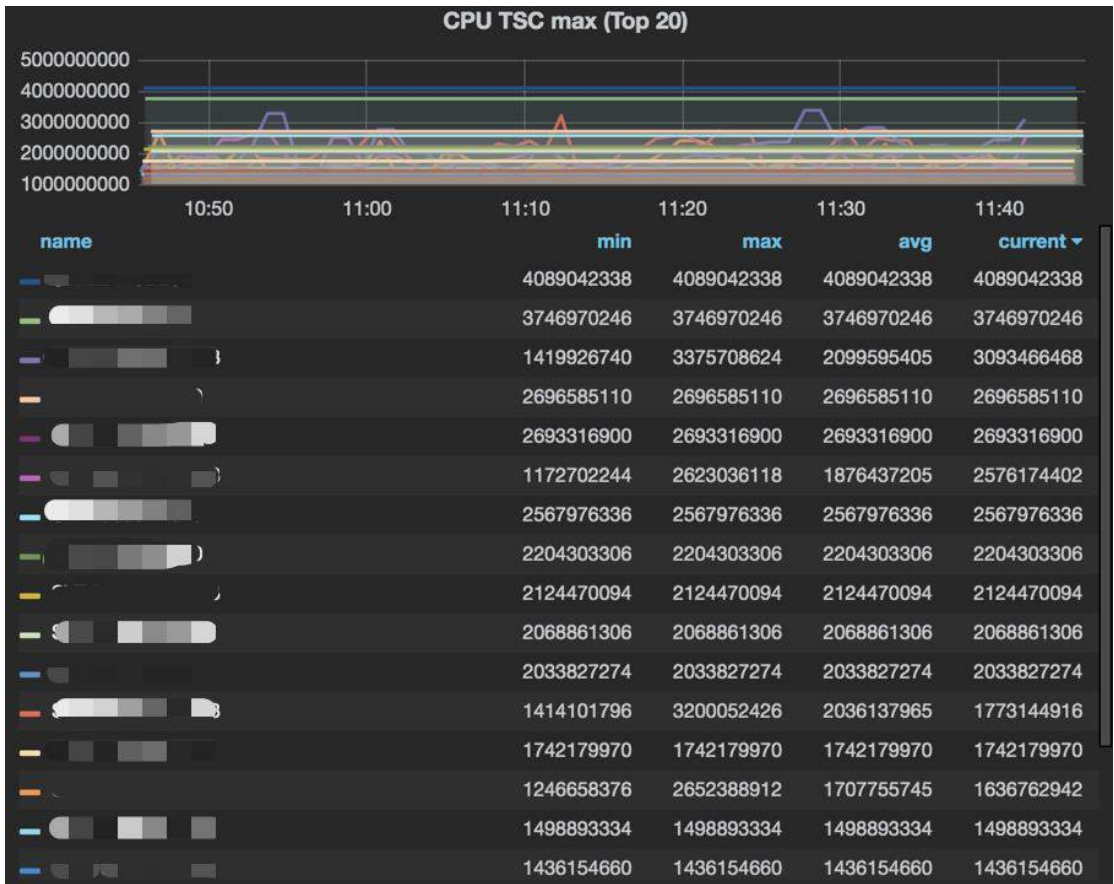 CPU TSC max (Top 20)
5000000000
4000000000
3000000000
2000000000
1000000000
10:50 11:00 11:10 11:20 11:30 11:40
name min max avg current
4089042338 4089042338 4089042338 4089042338
3746970246 3746970246 3746970246 3746970246
1419926740 3375708624 2099595405 3093466468
2696585110 2696585110 2696585110 2696585110
2693316900 2693316900 2693316900 2693316900
1172702244 2623036118 1876437205 2576174402
2567976336 2567976336 2567976336 2567976336
2204303306 2204303306 2204303306 2204303306
2124470094 2124470094 2124470094 2124470094
2068861306 2068861306 2068861306 2068861306
2033827274 2033827274 2033827274 2033827274
1414101796 3200052426 2036137965 1773144916
1742179970 1742179970 1742179970 1742179970
1246658376 2652388912 1707755745 1636762942
1498893334 1498893334 1498893334 1498893334
1436154660 1436154660 1436154660 1436154660